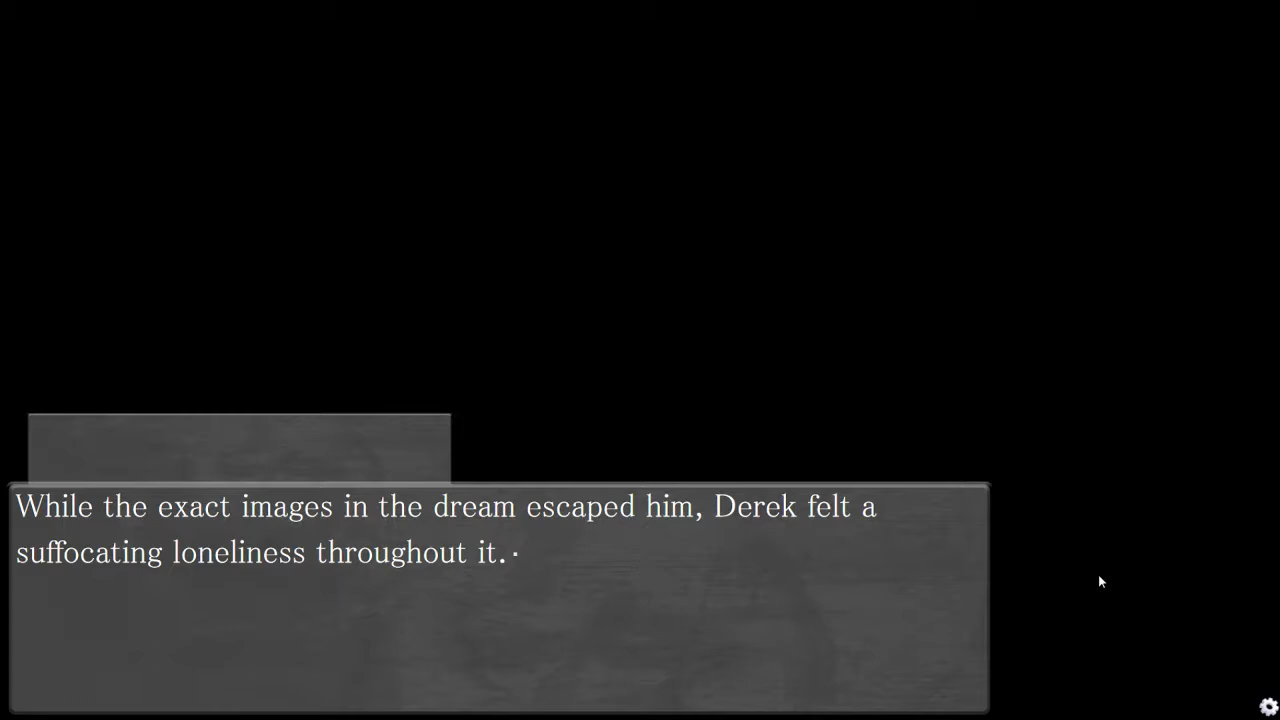 While the exact images in the dream escaped him, Derek felt a
suffocating loneliness throughout it.